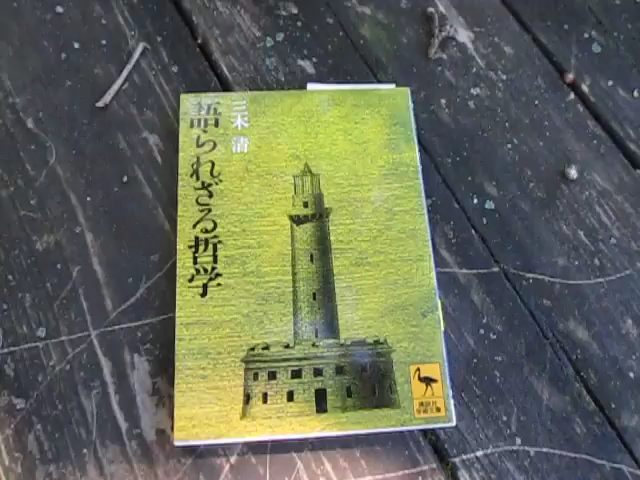 語られざる哲学
三木 清
講談社
学術文庫